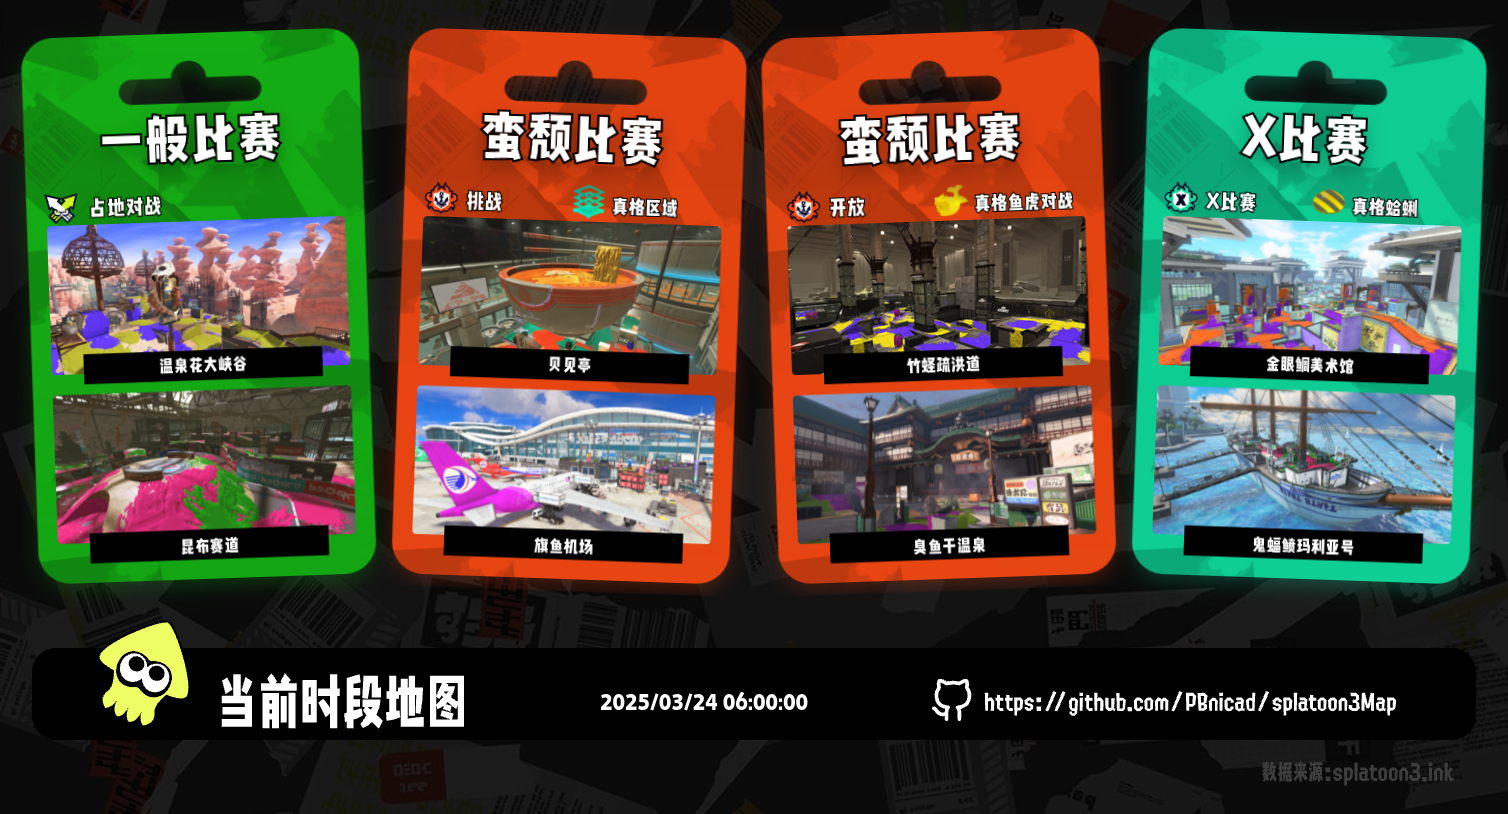 一般比赛
占地对战
温泉花大峡谷
昆布赛道
蛮颓比赛
挑战
真格区域
贝见亭
旗鱼机场
蛮颓比赛
开放
真格鱼虎对战
竹蛏疏洪道
臭鱼干温泉
X比赛
X比赛
真格蛤蜊
金眼鲷美术馆
鬼蝠鲼玛利亚号
当前时段地图
2025/03/24 06:00:00
https://github.com/PBnicad/splatoon3Map
数据来源:splatoon3.ink